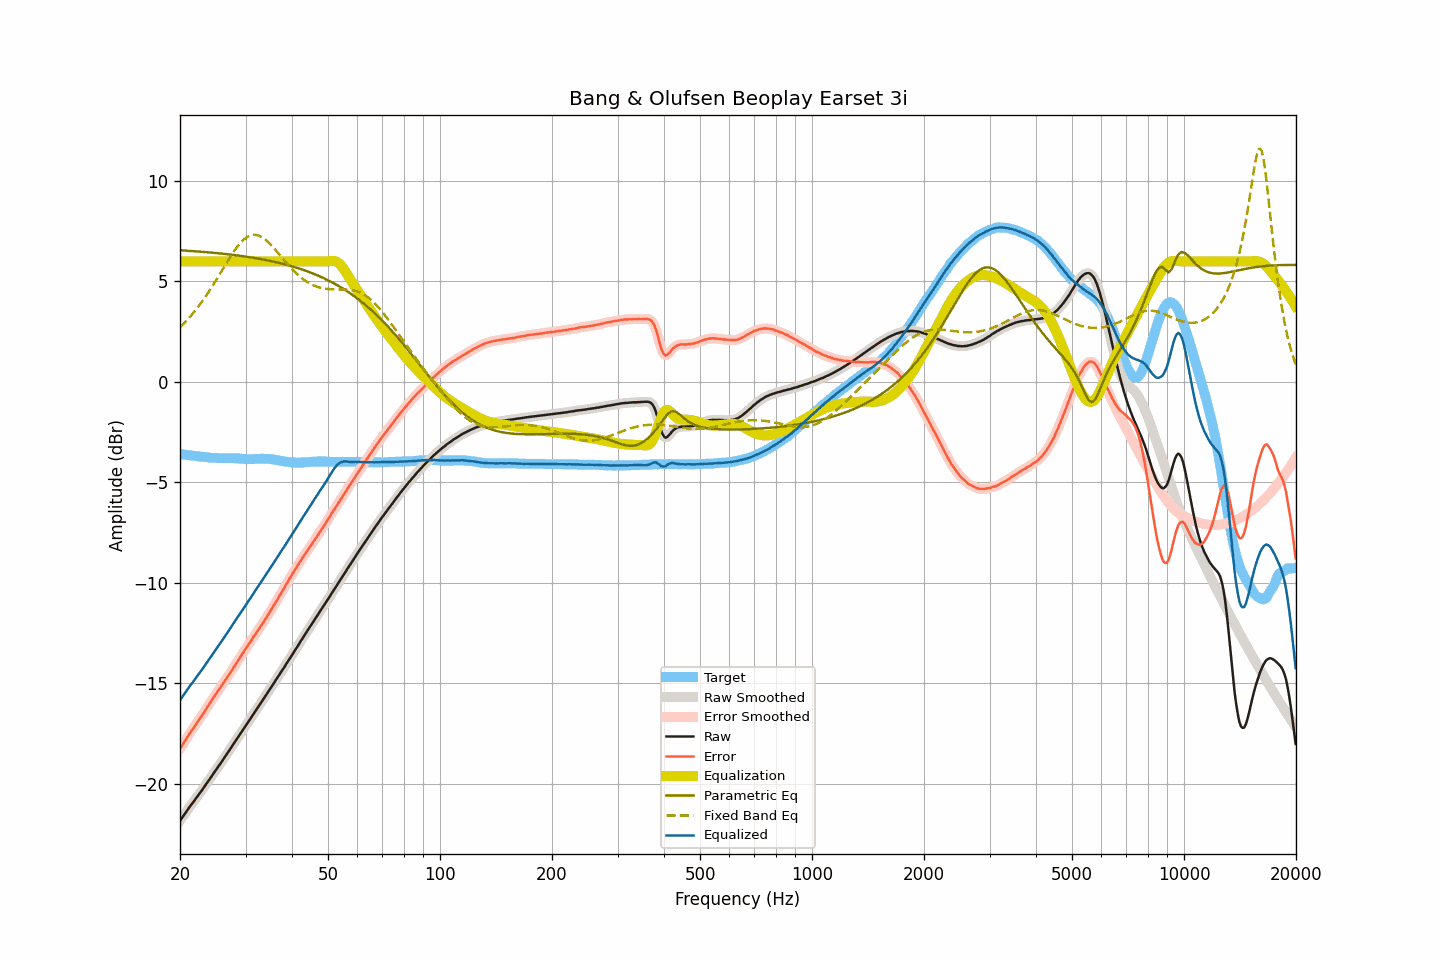 Bang & Olufsen Beoplay Earset 3i
10
5
0
−5
−10
−15
−20
Amplitude (dBr)
Target
Raw Smoothed
Error Smoothed
Raw
Error
Equalization
Parametric Eq
Fixed Band Eq
Equalized
20 50 100 200 500 1000 2000 5000 10000 20000
Frequency (Hz)